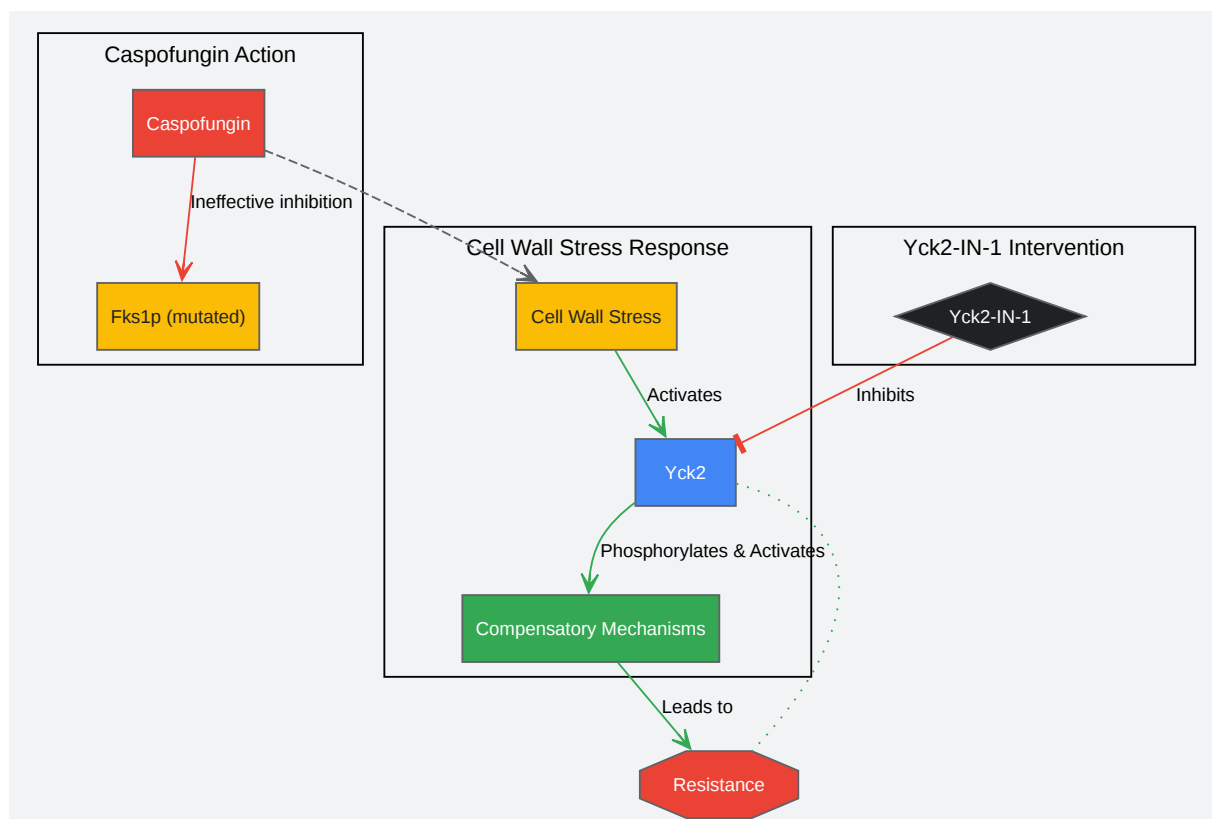 Caspofungin Action
Caspofungin
Ineffective inhibition
Fks1p (mutated)
Cell Wall Stress Response
Cell Wall Stress
Activates
Yck2
Phosphorylates & Activates
Compensatory Mechanisms
Leads to
Resistance
Yck2-IN-1 Intervention
Yck2-IN-1
Inhibits